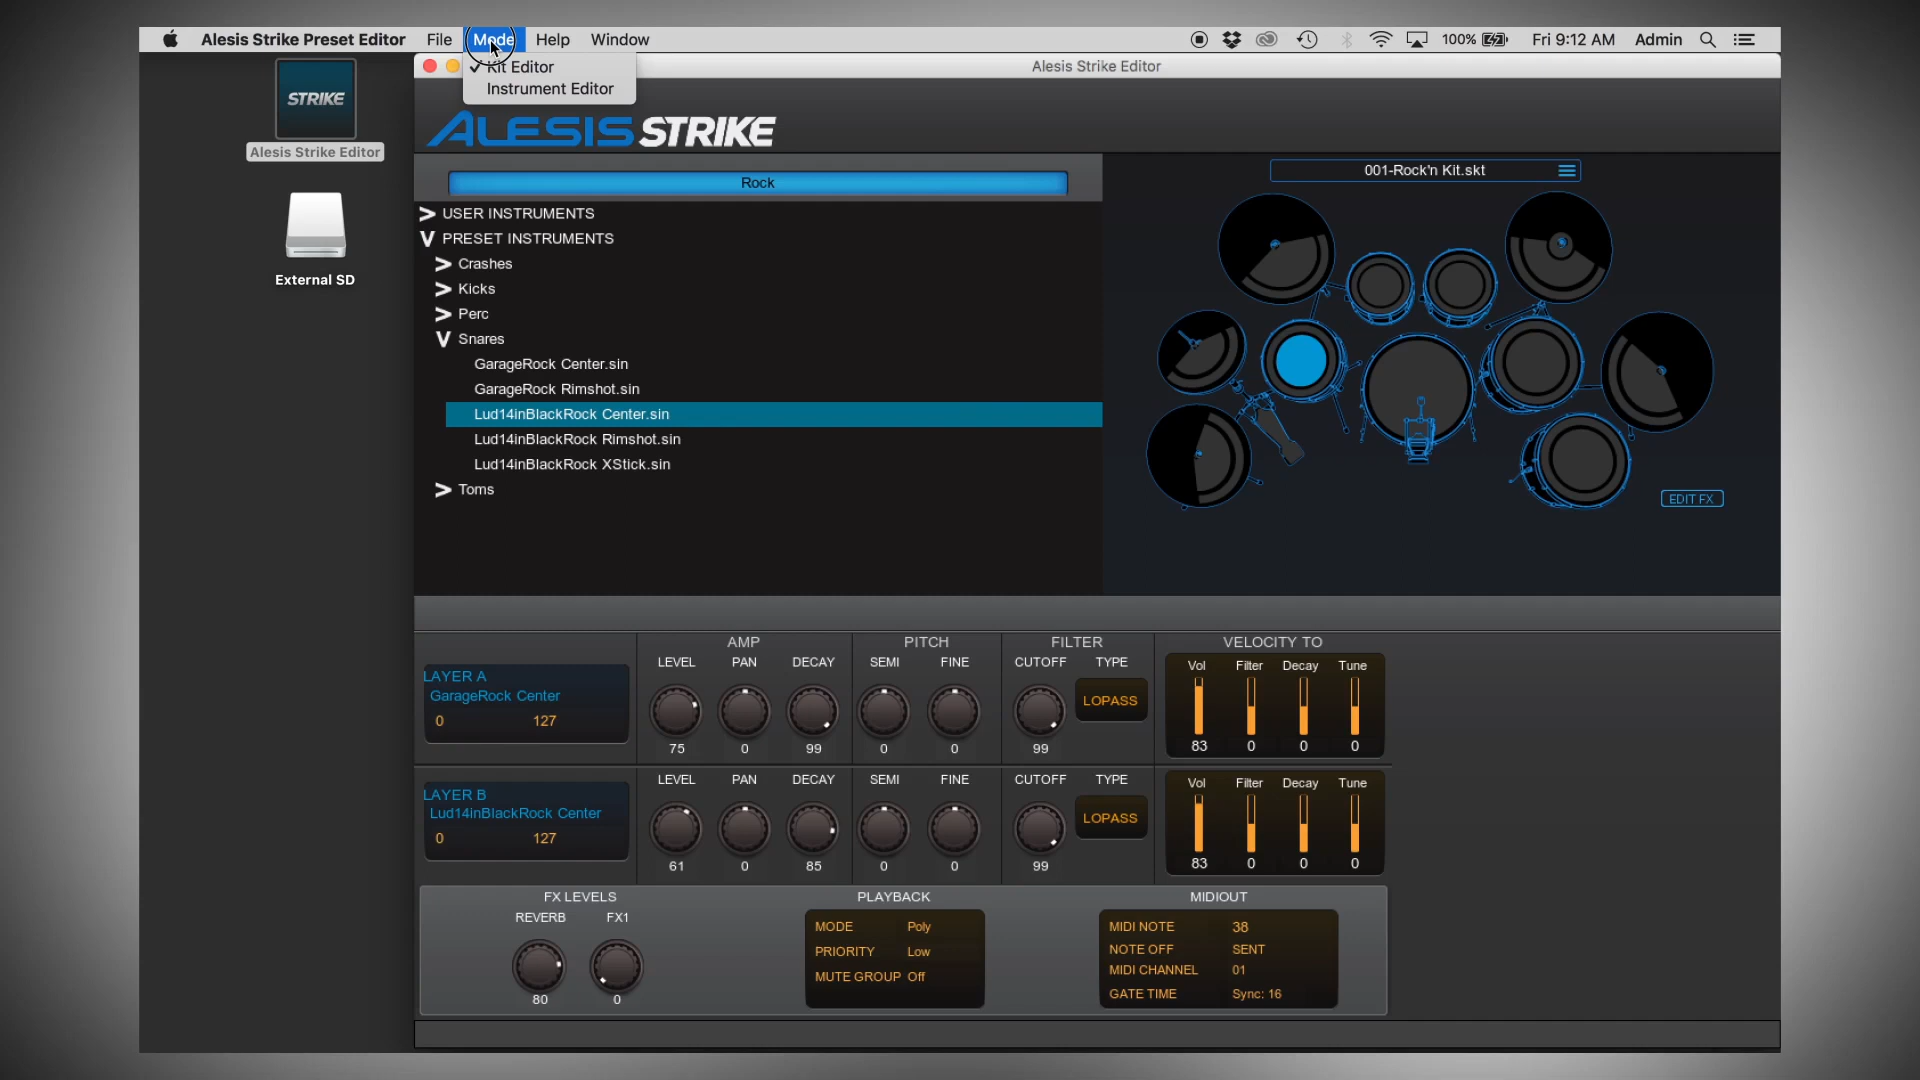 Alesis Strike Preset Editor File Mode Help Window 100% Fri 9:12 AM Admin
STRIKE
Alesis Strike Editor
External SD
Kit Editor
Instrument Editor
Alesis Strike Editor
ALESIS STRIKE
Rock
USER INSTRUMENTS
PRESET INSTRUMENTS
Crashes
Kicks
Perc
Snares
GarageRock Center.sin
GarageRock Rimshot.sin
Lud14inBlackRock Center.sin
Lud14inBlackRock Rimshot.sin
Lud14inBlackRock XStick.sin
Toms
001-Rock'n Kit.skt
EDIT FX
AMP PITCH FILTER VELOCITY TO
LEVEL PAN DECAY SEMI FINE CUTOFF TYPE Vol Filter Decay Tune
LAYER A
GarageRock Center
0 127
LOPASS
75 0 99 0 0 99 83 0 0 0
LEVEL PAN DECAY SEMI FINE CUTOFF TYPE Vol Filter Decay Tune
LAYER B
Lud14inBlackRock Center
0 127
LOPASS
61 0 85 0 0 99 83 0 0 0
FX LEVELS
REVERB FX1
80 0
PLAYBACK
MODE Poly
PRIORITY Low
MUTE GROUP Off
MIDIOUT
MIDI NOTE 38
NOTE OFF SENT
MIDI CHANNEL 01
GATE TIME Sync: 16